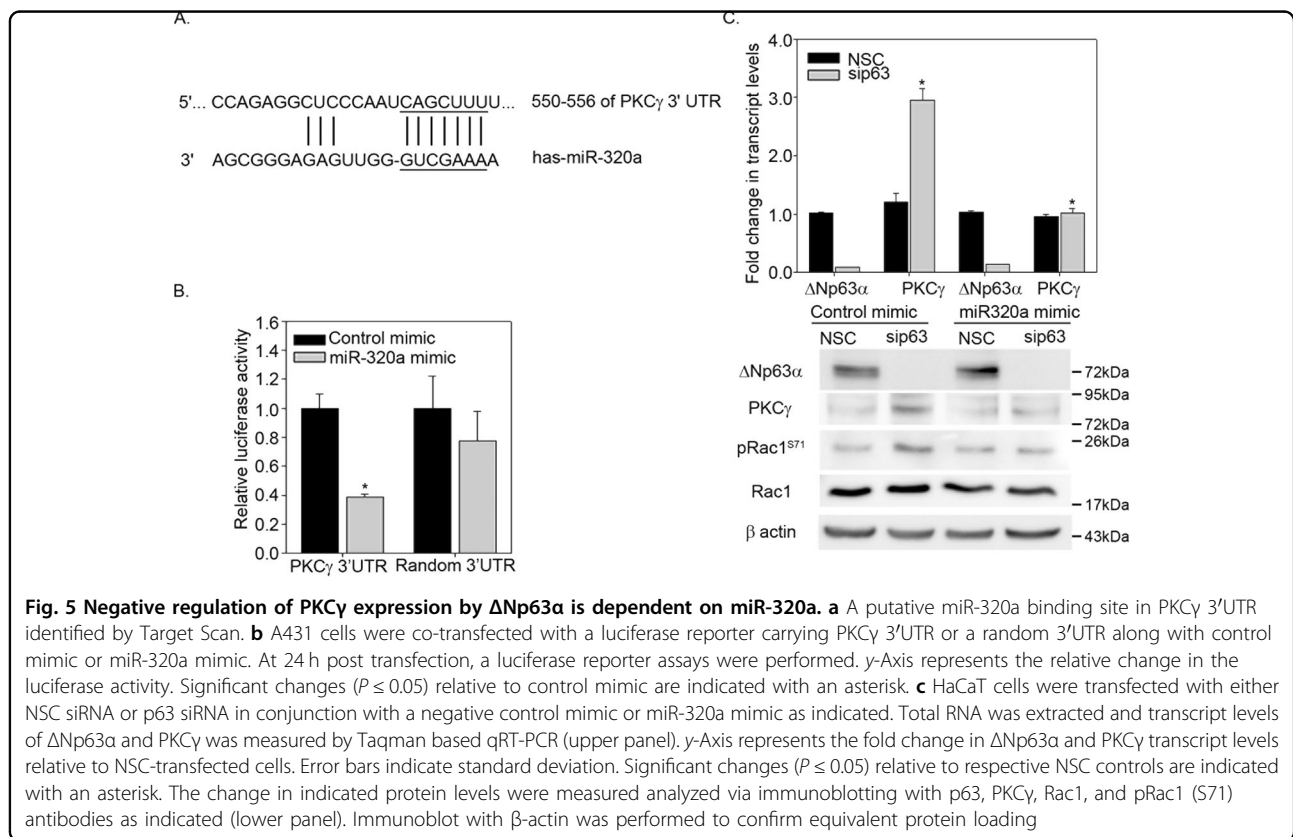 A.
5'... CCAGAGGCUCCCAAUCAGCUUUU... 550-556 of PKCγ 3' UTR
3' AGCGGGAGAGUUGG-GUCGAAAA has-miR-320a
B.
Relative luciferase activity
1.6
1.4
1.2
1.0
0.8
0.6
0.4
0.2
0.0
Control mimic
miR-320a mimic
*
PKCγ 3'UTR Random 3'UTR
C.
Fold change in transcript levels
4.0
3.0
2.0
1.0
0.0
NSC
sip63
*
*
ΔNp63α PKCγ ΔNp63α PKCγ
Control mimic miR320a mimic
NSC sip63 NSC sip63
ΔNp63α 72kDa
PKCγ 95kDa
72kDa
pRac1S71 26kDa
Rac1 17kDa
β actin 43kDa
Fig. 5 Negative regulation of PKCγ expression by ΔNp63α is dependent on miR-320a. a A putative miR-320a binding site in PKCγ 3′UTR
identified by Target Scan. b A431 cells were co-transfected with a luciferase reporter carrying PKCγ 3′UTR or a random 3′UTR along with control
mimic or miR-320a mimic. At 24 h post transfection, a luciferase reporter assays were performed. y-Axis represents the relative change in the
luciferase activity. Significant changes (P ≤ 0.05) relative to control mimic are indicated with an asterisk. c HaCaT cells were transfected with either
NSC siRNA or p63 siRNA in conjunction with a negative control mimic or miR-320a mimic as indicated. Total RNA was extracted and transcript levels
of ΔNp63α and PKCγ was measured by Taqman based qRT-PCR (upper panel). y-Axis represents the fold change in ΔNp63α and PKCγ transcript levels
relative to NSC-transfected cells. Error bars indicate standard deviation. Significant changes (P ≤ 0.05) relative to respective NSC controls are indicated
with an asterisk. The change in indicated protein levels were measured analyzed via immunoblotting with p63, PKCγ, Rac1, and pRac1 (S71)
antibodies as indicated (lower panel). Immunoblot with β-actin was performed to confirm equivalent protein loading